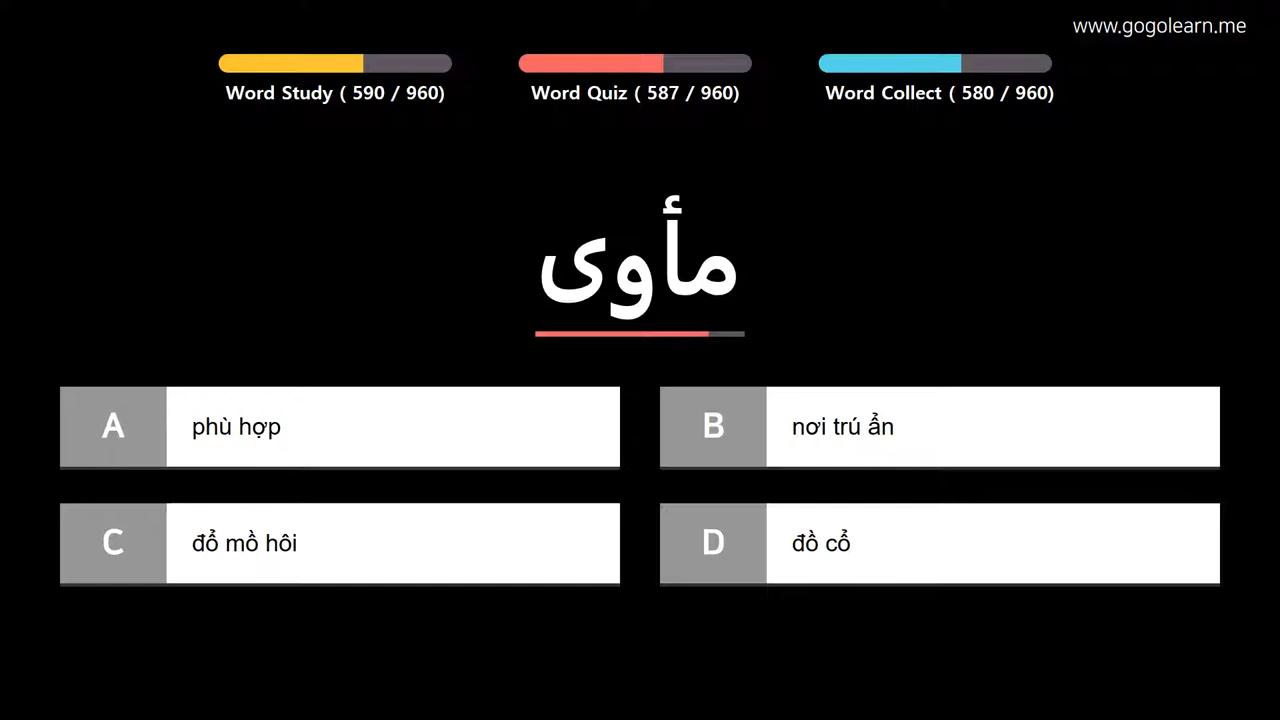 www.gogolearn.me
Word Study ( 590 / 960)
Word Quiz ( 587 / 960)
Word Collect ( 580 / 960)
مأوى
A phù hợp
B nơi trú ẩn
C đổ mồ hôi
D đồ cổ